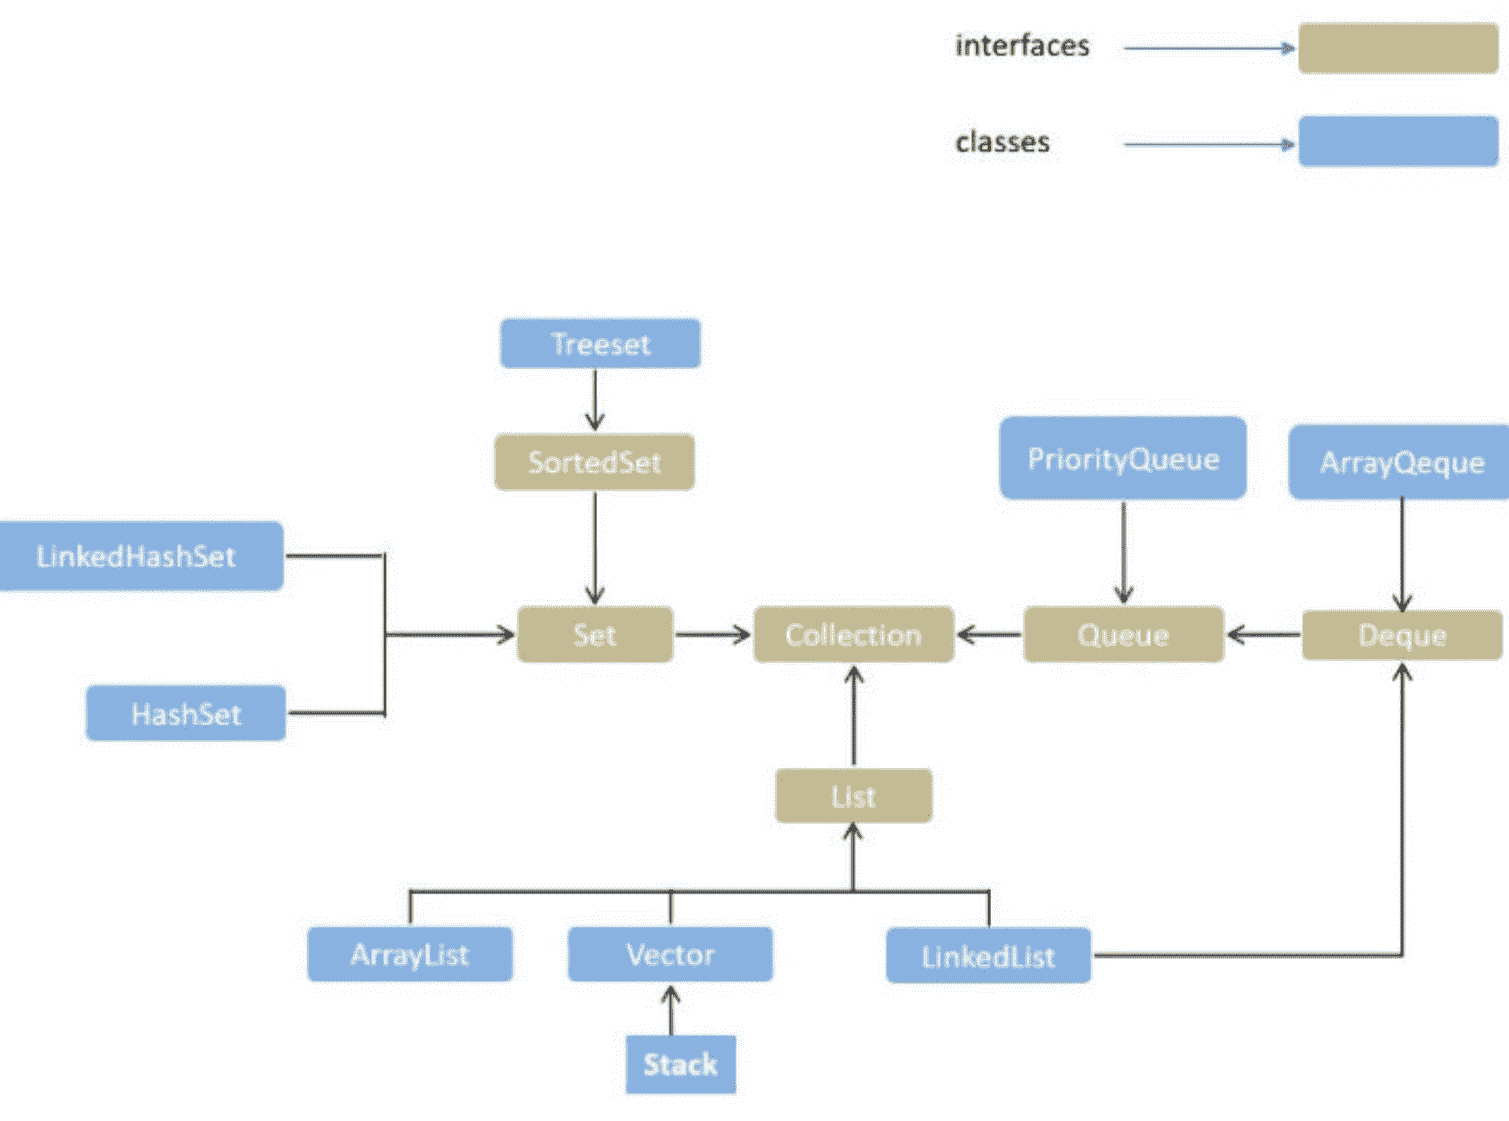 interfaces
classes
Treeset
SortedSet
PriorityQueue
ArrayQeque
LinkedHashSet
Set
Collection
Queue
Deque
HashSet
List
ArrayList
Vector
LinkedList
Stack